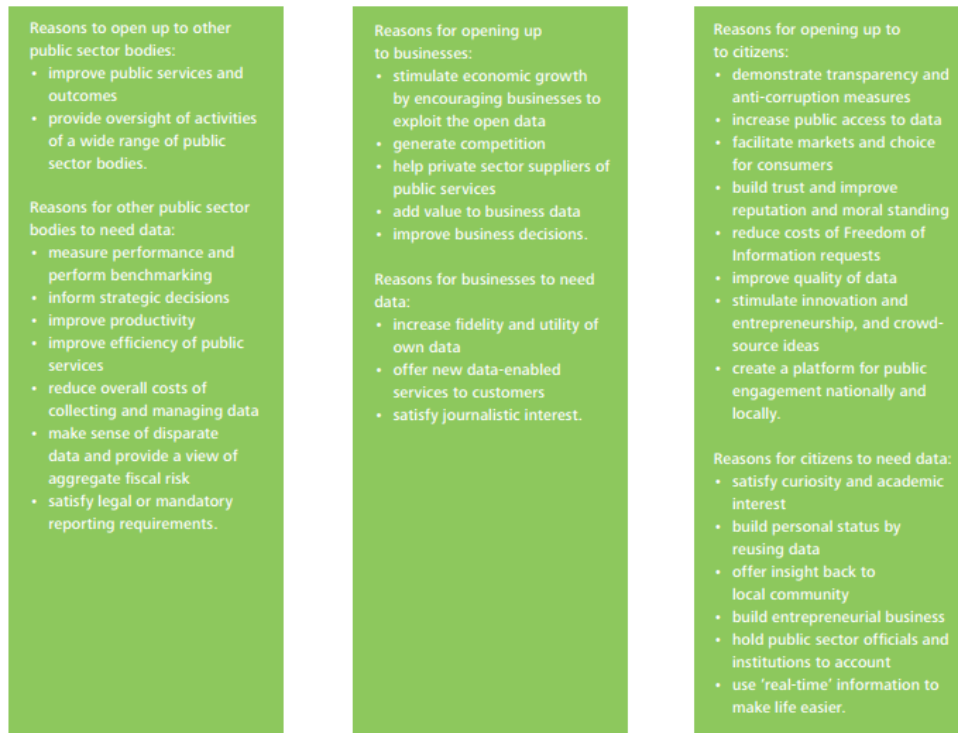 Reasons to open up to other
public sector bodies:
• improve public services and
outcomes
• provide oversight of activities
of a wide range of public
sector bodies.
Reasons for other public sector
bodies to need data:
• measure performance and
perform benchmarking
• inform strategic decisions
• improve productivity
• improve efficiency of public
services
• reduce overall costs of
collecting and managing data
• make sense of disparate
data and provide a view of
aggregate fiscal risk
• satisfy legal or mandatory
reporting requirements.
Reasons for opening up
to businesses:
• stimulate economic growth
by encouraging businesses to
exploit the open data
• generate competition
• help private sector suppliers of
public services
• add value to business data
• improve business decisions.
Reasons for businesses to need
data:
• increase fidelity and utility of
own data
• offer new data-enabled
services to customers
• satisfy journalistic interest.
Reasons for opening up to
to citizens:
• demonstrate transparency and
anti-corruption measures
• increase public access to data
• facilitate markets and choice
for consumers
• build trust and improve
reputation and moral standing
• reduce costs of Freedom of
Information requests
• improve quality of data
• stimulate innovation and
entrepreneurship, and crowd-
source ideas
• create a platform for public
engagement nationally and
locally.
Reasons for citizens to need data:
• satisfy curiosity and academic
interest
• build personal status by
reusing data
• offer insight back to
local community
• build entrepreneurial business
• hold public sector officials and
institutions to account
• use ‘real-time’ information to
make life easier.